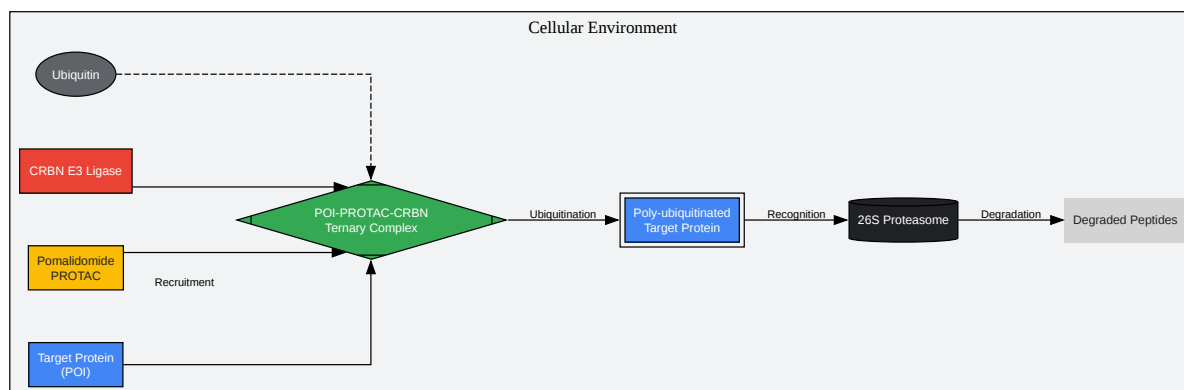 Cellular Environment
Ubiquitin
CRBN E3 Ligase
POI-PROTAC-CRBN
Ternary Complex
Ubiquitination
Poly-ubiquitinated
Target Protein
Recognition
26S Proteasome
Degradation
Degraded Peptides
Pomalidomide
PROTAC
Recruitment
Target Protein
(POI)